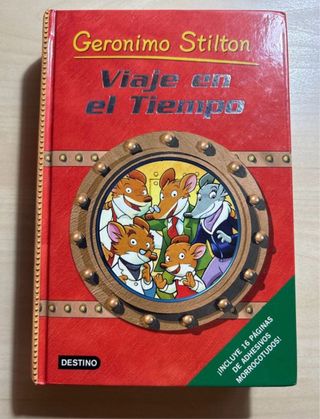 Geronimo Stilton
Viaje en
el Tiempo
¡INCLUYE 16 PÁGINAS
DE ADHESIVOS
MORROCOTUDOS!
DESTINO